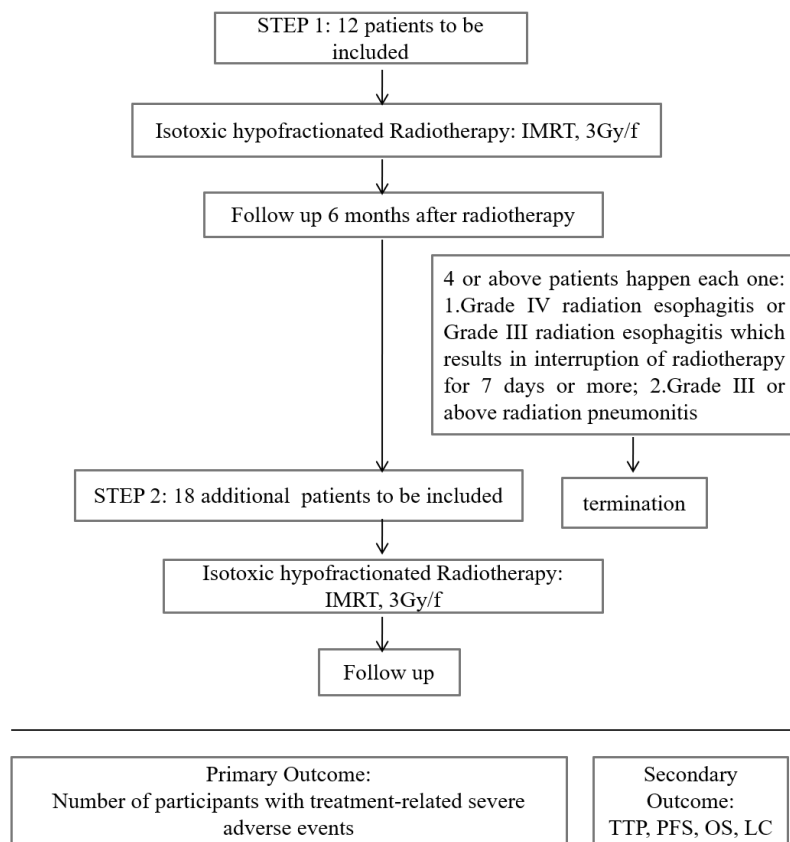 STEP 1: 12 patients to be
included
Isotoxic hypofractionated Radiotherapy: IMRT, 3Gy/f
Follow up 6 months after radiotherapy
4 or above patients happen each one:
1.Grade IV radiation esophagitis or
Grade III radiation esophagitis which
results in interruption of radiotherapy
for 7 days or more; 2.Grade III or
above radiation pneumonitis
STEP 2: 18 additional patients to be included
termination
Isotoxic hypofractionated Radiotherapy:
IMRT, 3Gy/f
Follow up
Primary Outcome:
Number of participants with treatment-related severe
adverse events
Secondary
Outcome:
TTP, PFS, OS, LC